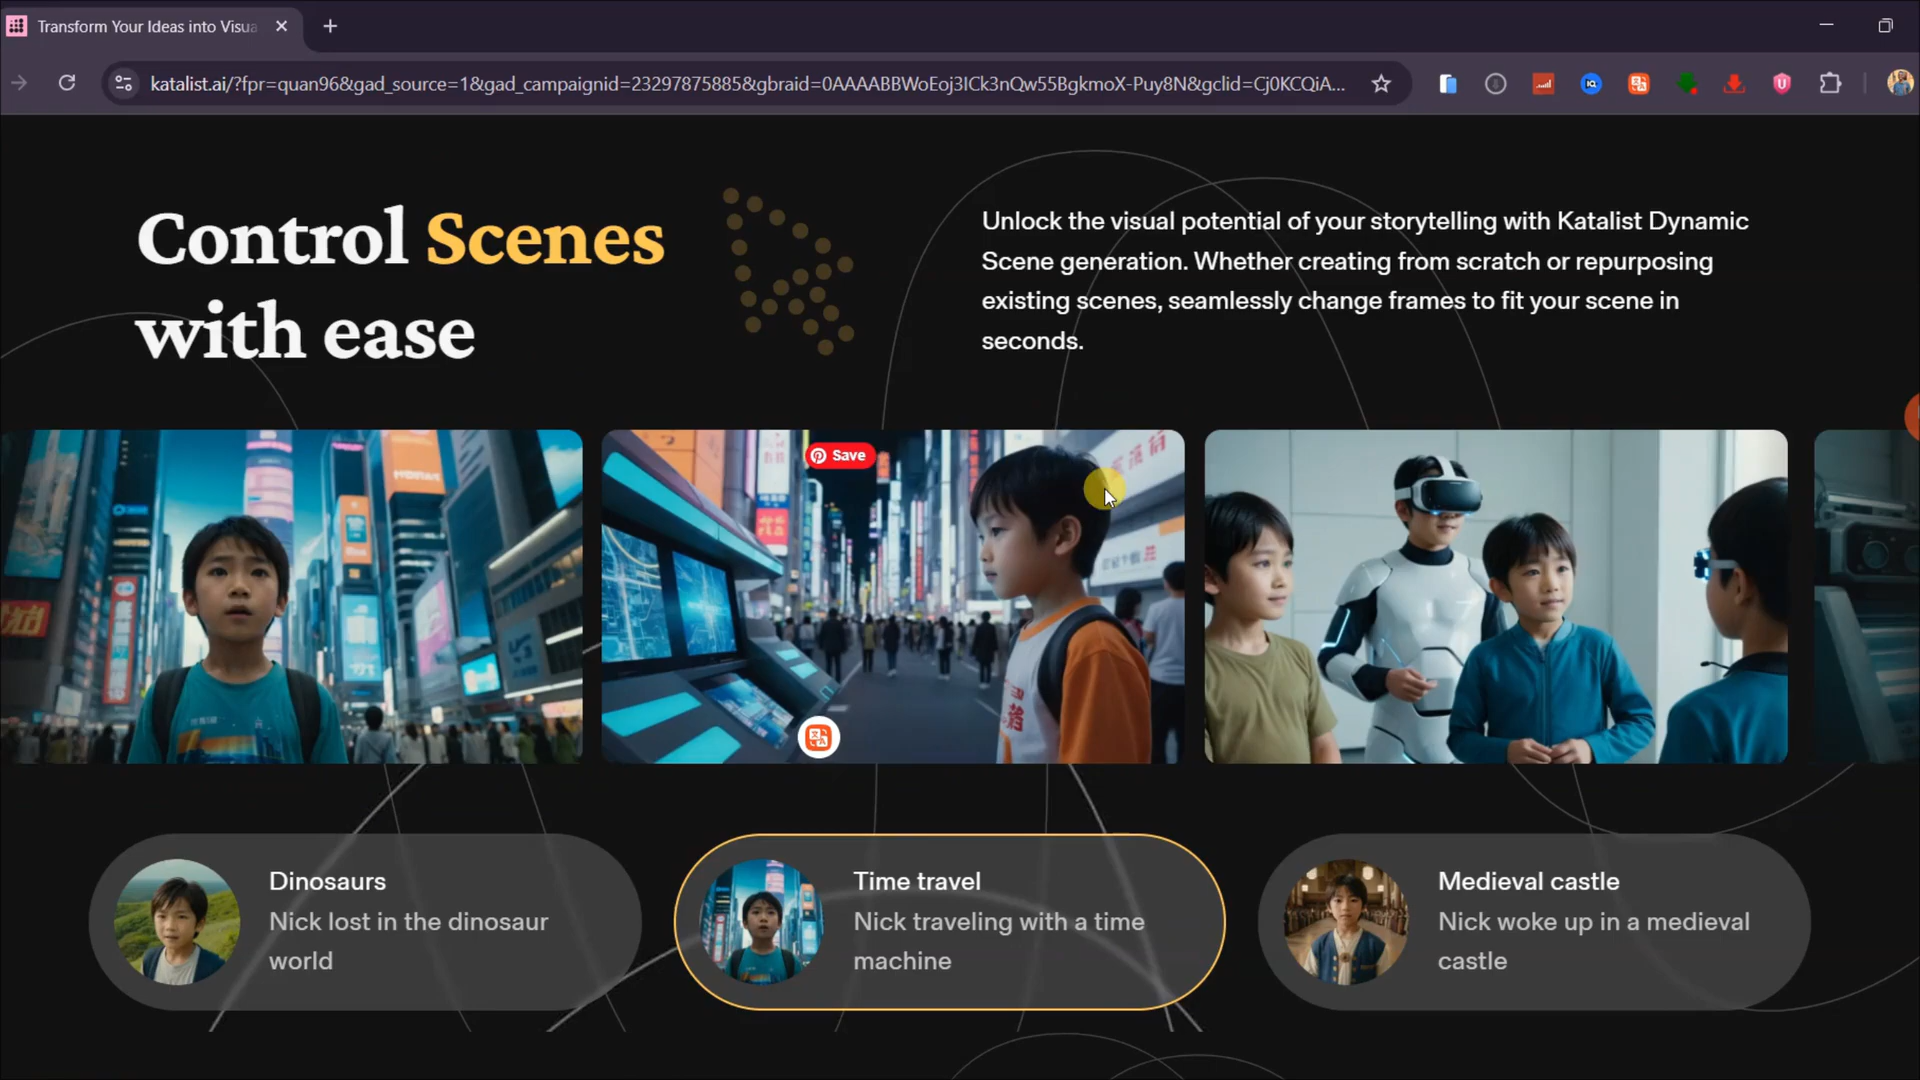 Transform Your Ideas into Visua
katalist.ai/?fpr=quan96&gad_source=1&gad_campaignid=23297875885&gbraid=0AAAABBWoEoj3lCk3nQw55BgkmoX-Puy8N&gclid=Cj0KCQiA...
Control Scenes
with ease
Unlock the visual potential of your storytelling with Katalist Dynamic
Scene generation. Whether creating from scratch or repurposing
existing scenes, seamlessly change frames to fit your scene in
seconds.
Save
Dinosaurs
Nick lost in the dinosaur
world
Time travel
Nick traveling with a time
machine
Medieval castle
Nick woke up in a medieval
castle